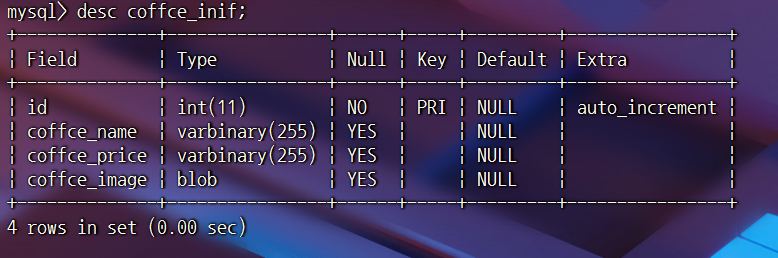 mysql> desc coffce_inif;
+--------------+----------------+------+-----+---------+----------------+
| Field        | Type           | Null | Key | Default | Extra          |
+--------------+----------------+------+-----+---------+----------------+
| id           | int(11)        | NO   | PRI | NULL    | auto_increment |
| coffce_name  | varbinary(255) | YES  |     | NULL    |                |
| coffce_price | varbinary(255) | YES  |     | NULL    |                |
| coffce_image | blob           | YES  |     | NULL    |                |
+--------------+----------------+------+-----+---------+----------------+
4 rows in set (0.00 sec)